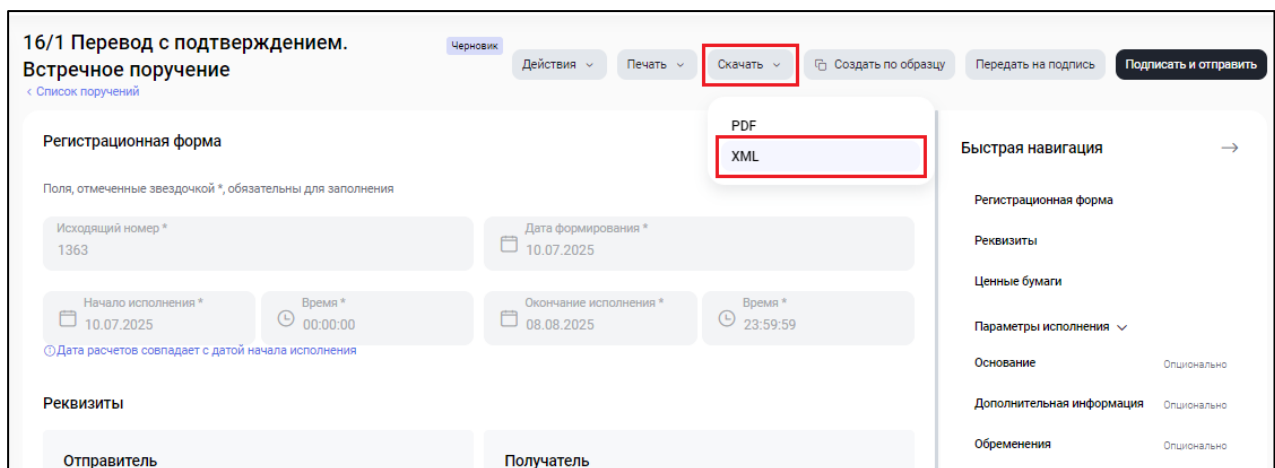 16/1 Перевод с подтверждением.
Встречное поручение
Черновик
Действия
Печать
Скачать
Создать по образцу
Передать на подпись
Подписать и отправить
< Список поручений
PDF
XML
Регистрационная форма
Поля, отмеченные звездочкой *, обязательны для заполнения
Исходящий номер *
1363
Дата формирования *
10.07.2025
Начало исполнения *
10.07.2025
Время *
00:00:00
Окончание исполнения *
08.08.2025
Время *
23:59:59
Дата расчетов совпадает с датой начала исполнения
Реквизиты
Отправитель
Получатель
Быстрая навигация →
Регистрационная форма
Реквизиты
Ценные бумаги
Параметры исполнения
Основание Опционально
Дополнительная информация Опционально
Обременения Опционально